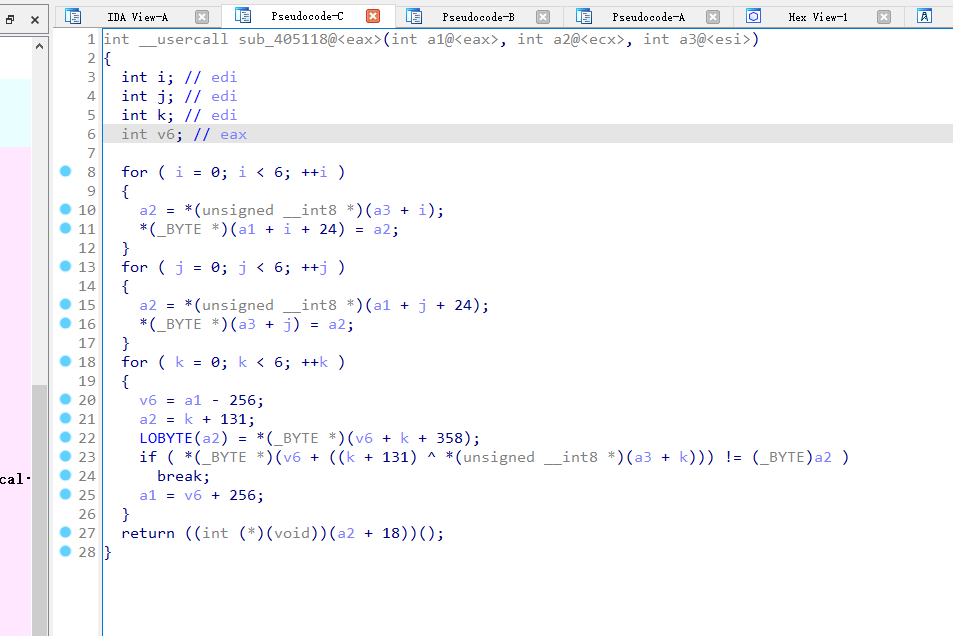 IDA View-A Pseudocode-C Pseudocode-B Pseudocode-A Hex View-1 A
1 int __usercall sub_405118@<eax>(int a1@<eax>, int a2@<ecx>, int a3@<esi>)
2 {
3 int i; // edi
4 int j; // edi
5 int k; // edi
6 int v6; // eax
7
8 for ( i = 0; i < 6; ++i )
9 {
10 a2 = *(unsigned __int8 *)(a3 + i);
11 *(_BYTE *)(a1 + i + 24) = a2;
12 }
13 for ( j = 0; j < 6; ++j )
14 {
15 a2 = *(unsigned __int8 *)(a1 + j + 24);
16 *(_BYTE *)(a3 + j) = a2;
17 }
18 for ( k = 0; k < 6; ++k )
19 {
20 v6 = a1 - 256;
21 a2 = k + 131;
22 LOBYTE(a2) = *(_BYTE *)(v6 + k + 358);
23 if ( *(_BYTE *)(v6 + ((k + 131) ^ *(unsigned __int8 *)(a3 + k))) != (_BYTE)a2 )
cal·
24 break;
25 a1 = v6 + 256;
26 }
27 return ((int (*)(void))(a2 + 18))();
28 }